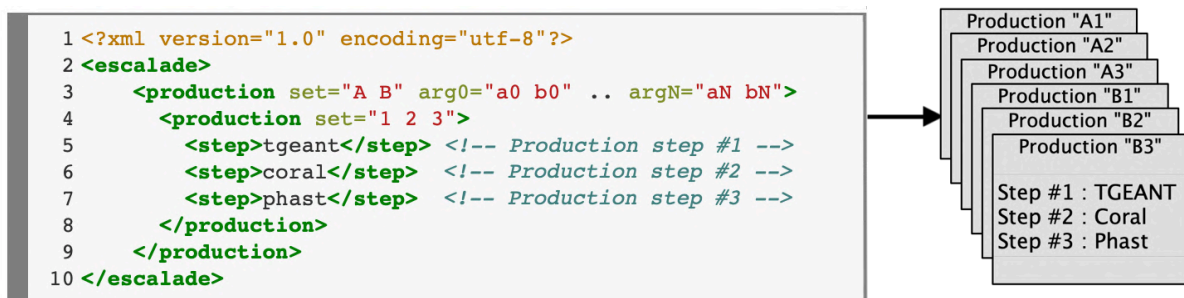 1 <?xml version="1.0" encoding="utf-8"?>
2 <escalade>
3 <production set="A B" arg0="a0 b0" .. argN="aN bN">
4 <production set="1 2 3">
5 <step>tgeant</step> <!-- Production step #1 -->
6 <step>coral</step> <!-- Production step #2 -->
7 <step>phast</step> <!-- Production step #3 -->
8 </production>
9 </production>
10 </escalade>
Production "A1"
Production "A2"
Production "A3"
Production "B1"
Production "B2"
Production "B3"
Step #1 : TGEANT
Step #2 : Coral
Step #3 : Phast